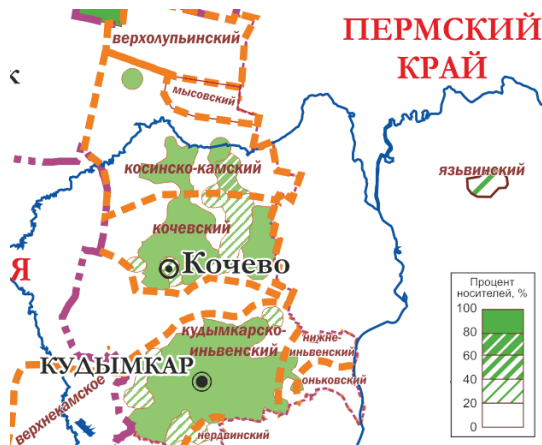 верхолупьинский
ПЕРМСКИЙ
КРАЙ
к
мысовский
косинско-камский
язьвинский
кочевский
Кочево
Я
Процент
носителей, %
100
80
60
40
20
0
кудымкарско-
иньвенский
нижне-
иньвенский
КУДЫМКАР
оньковский
верхнекамское
нердвинский